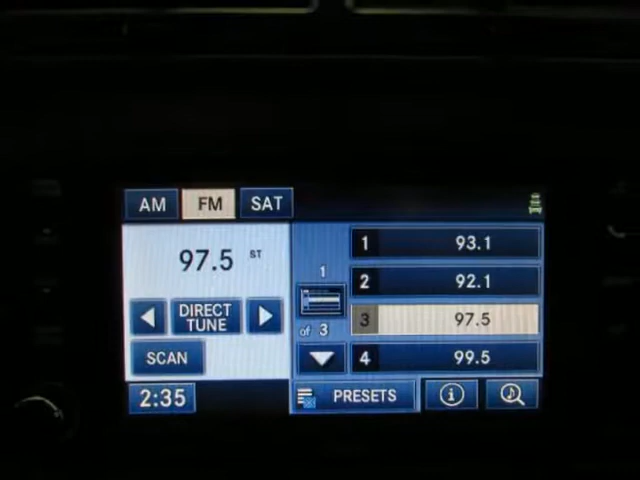 AM FM SAT
97.5 ST
DIRECT
TUNE
SCAN
2:35
1
of 3
1 93.1
2 92.1
3 97.5
4 99.5
PRESETS
i